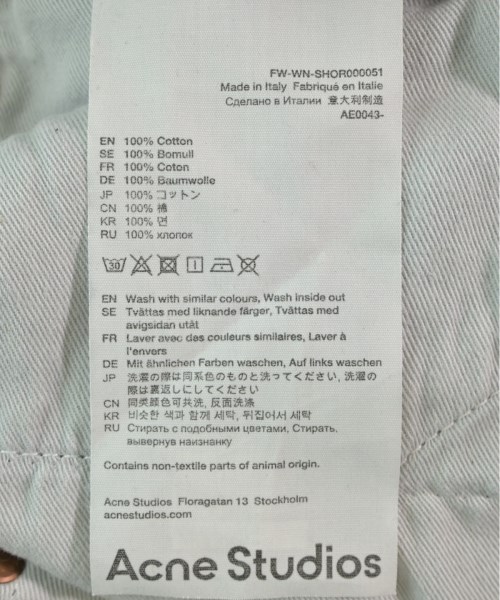 FW-WN-SHOR000051
Made in Italy Fabriqué en Italie
Сделано в Италии 意大利制造
AE0043-
EN 100% Cotton
SE 100% Bomull
FR 100% Coton
DE 100% Baumwolle
JP 100% コットン
CN 100% 棉
KR 100% 면
RU 100% хлопок
30
EN Wash with similar colours, Wash inside out
SE Tvättas med liknande färger, Tvättas med
avigsidan utåt
FR Laver avec des couleurs similaires, Laver à
l'envers
DE Mit ähnlichen Farben waschen, Auf links waschen
JP 洗濯の際は同系色のものと洗ってください, 洗濯の
際は裏返しにしてください
CN 同类颜色可共洗, 反面洗涤
KR 비슷한 색과 함께 세탁, 뒤집어서 세탁
RU Стирать с подобными цветами, Стирать,
вывернув наизнанку
Contains non-textile parts of animal origin.
Acne Studios Floragatan 13 Stockholm
acnestudios.com
Acne Studios